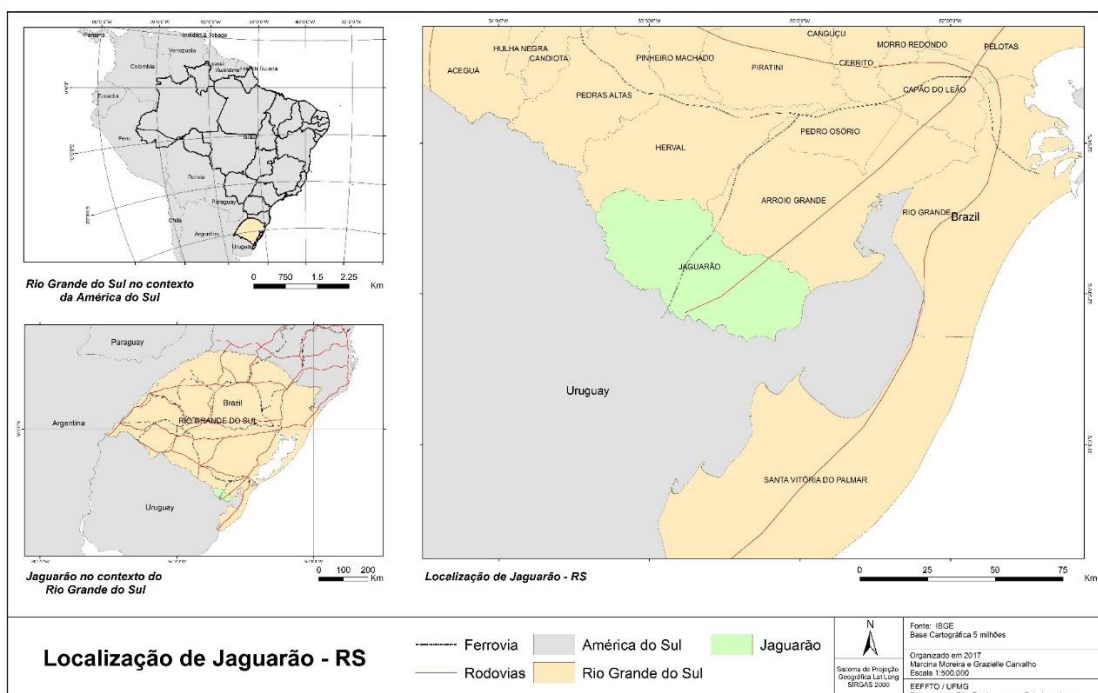 Panama
Venezuela
Colombia
Ecuador
Peru
Brazil
Bolivia
Paraguay
Chile
Argentina
Uruguay
Rio Grande do Sul no contexto
da América do Sul
0 750 1.5 2.25
Km
Paraguay
Brazil
RIO GRANDE DO SUL
Argentina
Uruguay
Jaguarão no contexto do
Rio Grande do Sul
0 100 200
Km
CANGUÇU
HULHA NEGRA
MORRO REDONDO
PELOTAS
CANDIOTA
PINHEIRO MACHADO
CERRITO
ACEGUÁ
PIRATINI
CAPÃO DO LEÃO
PEDRAS ALTAS
PEDRO OSÓRIO
HERVAL
ARROIO GRANDE
RIO GRANDE
Brazil
JAGUARÃO
Uruguay
SANTA VITÓRIA DO PALMAR
Localização de Jaguarão - RS
0 25 50 75
Km
Localização de Jaguarão - RS
Ferrovia
América do Sul
Jaguarão
Rodovias
Rio Grande do Sul
N
Sistema de Projeção
Geográfica Lat Long
SIRGAS 2000
Fonte: IBGE
Base Cartográfica 5 milhões
Organizado em 2017
Marcina Moreira e Grazielle Carvalho
Escala 1:500.000
EEFFTO / UFMG